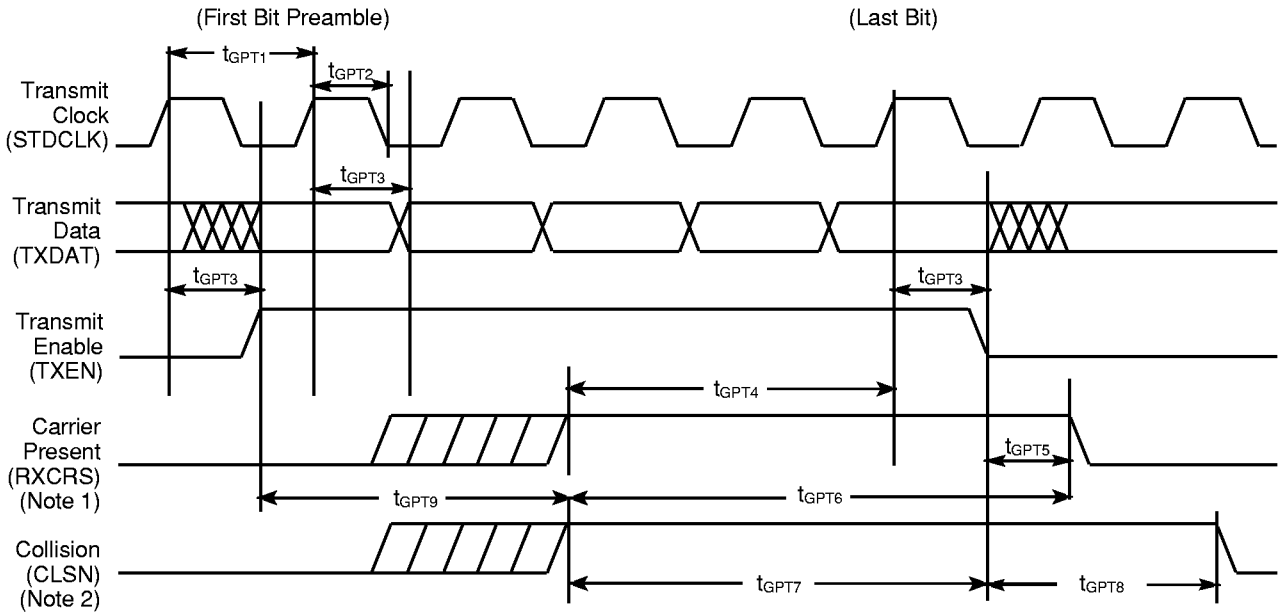 (First Bit Preamble)
(Last Bit)
tGPT1
tGPT2
Transmit
Clock
(STDCLK)
tGPT3
Transmit
Data
(TXDAT)
tGPT3
tGPT3
Transmit
Enable
(TXEN)
tGPT4
Carrier
Present
(RXCRS)
(Note 1)
tGPT5
tGPT9
tGPT6
Collision
(CLSN)
(Note 2)
tGPT7
tGPT8